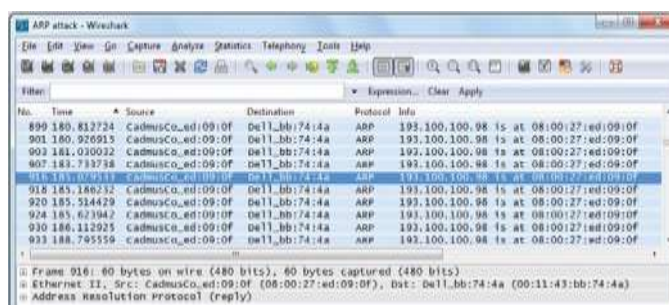 ARP attack - Wireshark
File Edit View Go Capture Analyze Statistics Telephony Tools Help
Filter: Expression... Clear Apply
No. Time Source Destination Protocol Info
899 180.812724 CadmusCo_ed:09:0f Dell_bb:74:4a ARP 193.100.100.98 is at 08:00:27:ed:09:0f
901 180.926915 CadmusCo_ed:09:0f Dell_bb:74:4a ARP 193.100.100.98 is at 08:00:27:ed:09:0f
903 181.030032 CadmusCo_ed:09:0f Dell_bb:74:4a ARP 193.100.100.98 is at 08:00:27:ed:09:0f
907 183.733738 CadmusCo_ed:09:0f Dell_bb:74:4a ARP 193.100.100.98 is at 08:00:27:ed:09:0f
916 185.079533 CadmusCo_ed:09:0f Dell_bb:74:4a ARP 193.100.100.98 is at 08:00:27:ed:09:0f
918 185.186232 CadmusCo_ed:09:0f Dell_bb:74:4a ARP 193.100.100.98 is at 08:00:27:ed:09:0f
920 185.514429 CadmusCo_ed:09:0f Dell_bb:74:4a ARP 193.100.100.98 is at 08:00:27:ed:09:0f
924 185.623942 CadmusCo_ed:09:0f Dell_bb:74:4a ARP 193.100.100.98 is at 08:00:27:ed:09:0f
930 186.112925 CadmusCo_ed:09:0f Dell_bb:74:4a ARP 193.100.100.98 is at 08:00:27:ed:09:0f
933 188.795559 CadmusCo_ed:09:0f Dell_bb:74:4a ARP 193.100.100.98 is at 08:00:27:ed:09:0f
Frame 916: 60 bytes on wire (480 bits), 60 bytes captured (480 bits)
Ethernet II, Src: CadmusCo_ed:09:0f (08:00:27:ed:09:0f), Dst: Dell_bb:74:4a (00:11:43:bb:74:4a)
Address Resolution Protocol (reply)